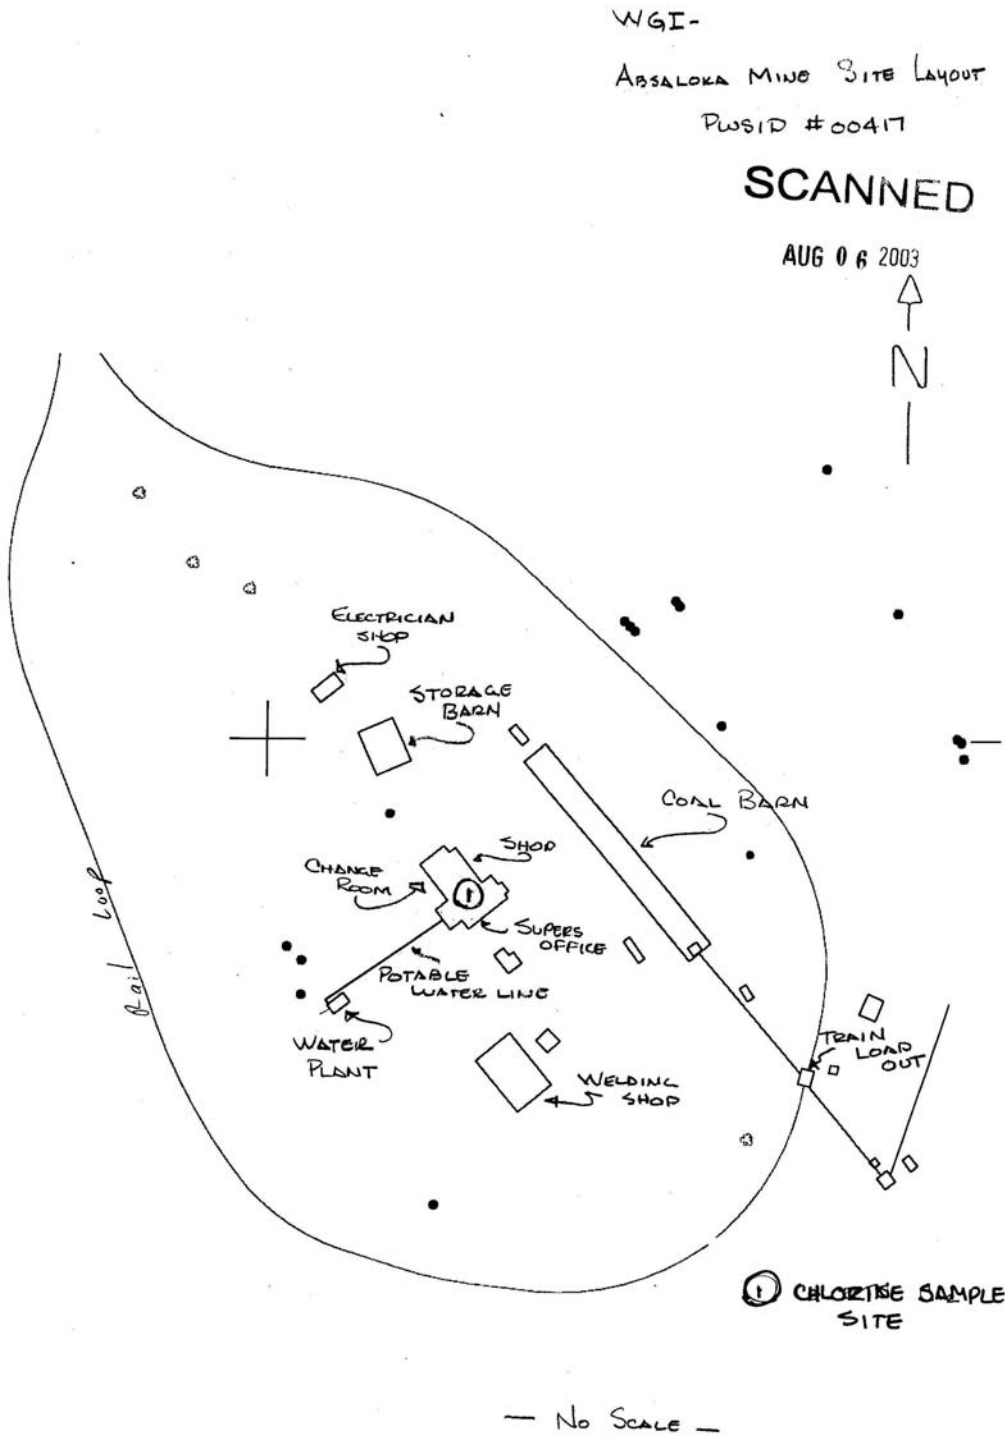 WGI-
ABSALOKA MINE SITE LAYOUT
PWSID #00417
SCANNED
AUG 06 2003
N
ELECTRICIAN
SHOP
STORAGE
BARN
COAL BARN
SHOP
CHANGE
ROOM
1
SUPERS
OFFICE
Rail Loop
POTABLE
WATER LINE
WATER
PLANT
TRAIN
LOAD
OUT
WELDING
SHOP
1 CHLORINE SAMPLE
SITE
— NO SCALE —